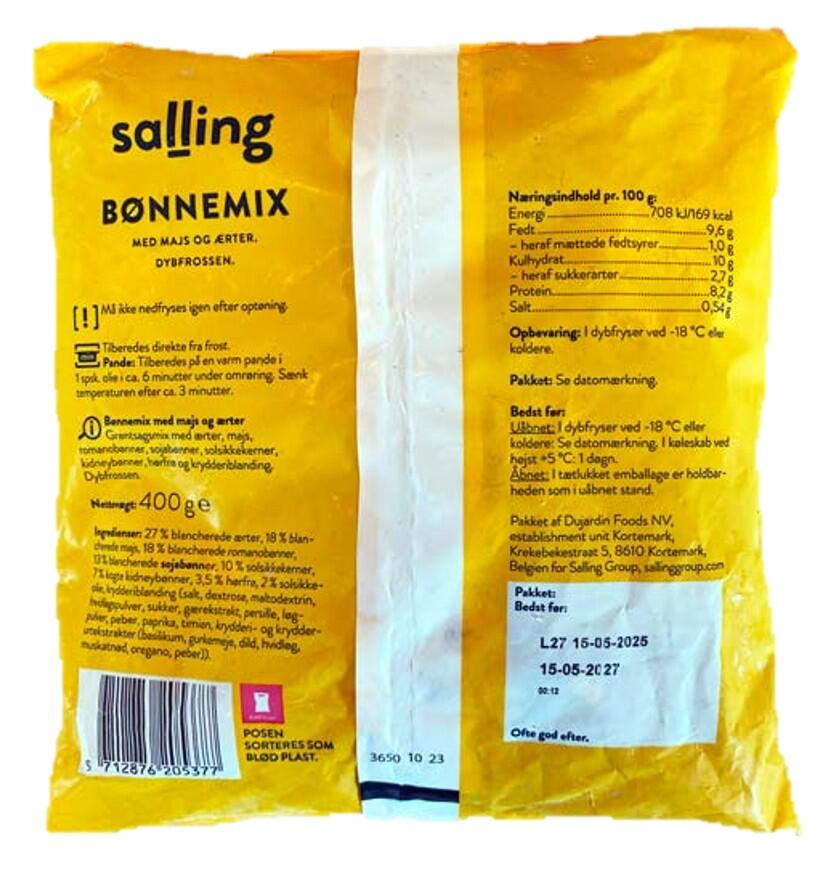 salling
BØNNEMIX
MED MAJS OG ÆRTER.
DYBFROSSEN.
[!] Må ikke nedfryses igen efter optøning.
Tilberedes direkte fra frost.
Pande: Tilberedes på en varm pande i
1 spsk. olie i ca. 6 minutter under omrøring. Sænk
temperaturen efter ca. 3 minutter.
Bønnemix med majs og ærter
Grøntsagsmix med ærter, majs,
romanobønner, sojabønner, solsikkekerner,
kidneybønner, hørfrø og krydderiblanding.
Dybfrossen.
Nettovægt: 400 g e
Ingredienser: 27 % blancherede ærter, 18 % blan-
cherede majs, 18 % blancherede romanobønner,
13 % blancherede sojabønner, 10 % solsikkekerner,
7 % kogte kidneybønner, 3,5 % hørfrø, 2 % solsikke-
olie, krydderiblanding (salt, dextrose, maltodextrin,
hvidløgpulver, sukker, gærekstrakt, persille, løg-
pulver, peber, paprika, timian, krydderi- og krydder-
urtekstrakter (basilikum, gurkemeje, dild, hvidløg,
muskatnød, oregano, peber)).
5 712876 205377
POSEN
SORTERES SOM
BLØD PLAST.
3650 10 23
Næringsindhold pr. 100 g:
Energi 708 kJ/169 kcal
Fedt 9,6 g
– heraf mættede fedtsyrer 1,0 g
Kulhydrat 10 g
– heraf sukkerarter 2,7 g
Protein 8,2 g
Salt 0,54 g
Opbevaring: I dybfryser ved -18 °C eller
koldere.
Pakket: Se datomærkning.
Bedst før:
Uåbnet: I dybfryser ved -18 °C eller
koldere: Se datomærkning. I køleskab ved
højst +5 °C: 1 døgn.
Åbnet: I tætlukket emballage er holdbar-
heden som i uåbnet stand.
Pakket af Dujardin Foods NV,
establishment unit Kortemark,
Krekebekestraat 5, 8610 Kortemark,
Belgien for Salling Group, sallinggroup.com
Pakket:
Bedst før:
L27 15-05-2025
15-05-2027
00:12
Ofte god efter.